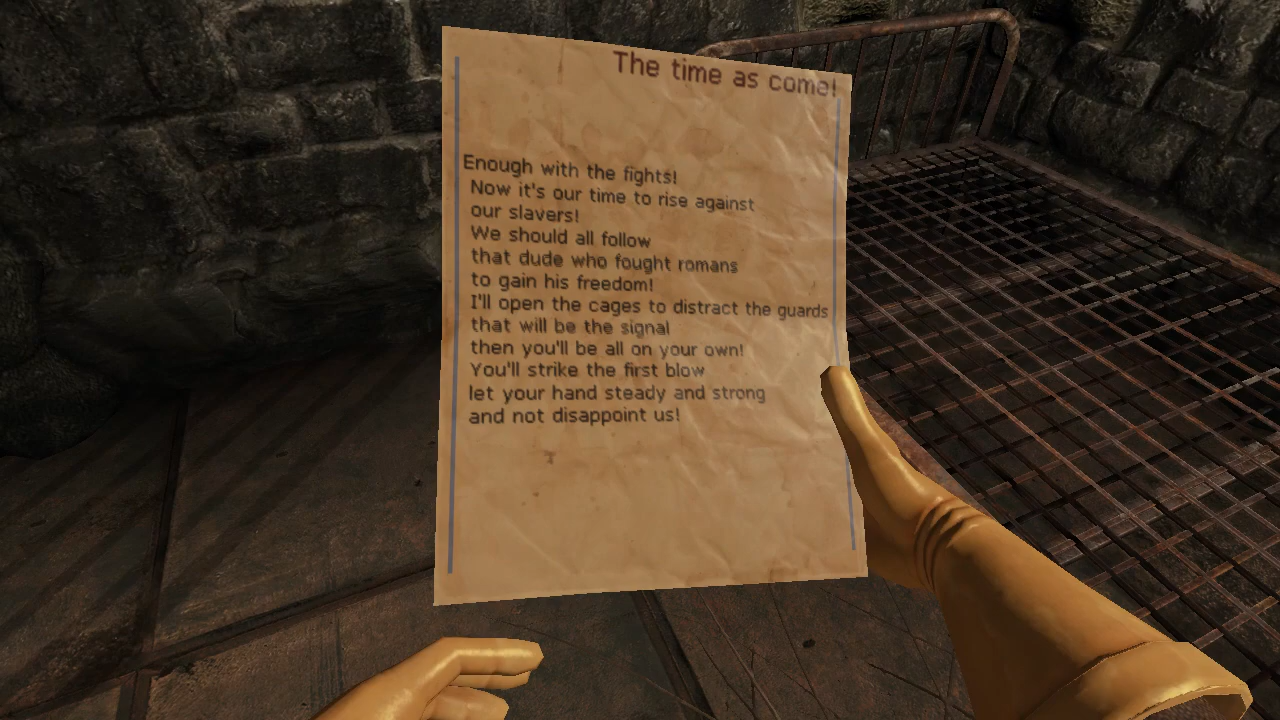 The time as come!
Enough with the fights!
Now it's our time to rise against
our slavers!
We should all follow
that dude who fought romans
to gain his freedom!
I'll open the cages to distract the guards
that will be the signal
then you'll be all on your own!
You'll strike the first blow
let your hand steady and strong
and not disappoint us!